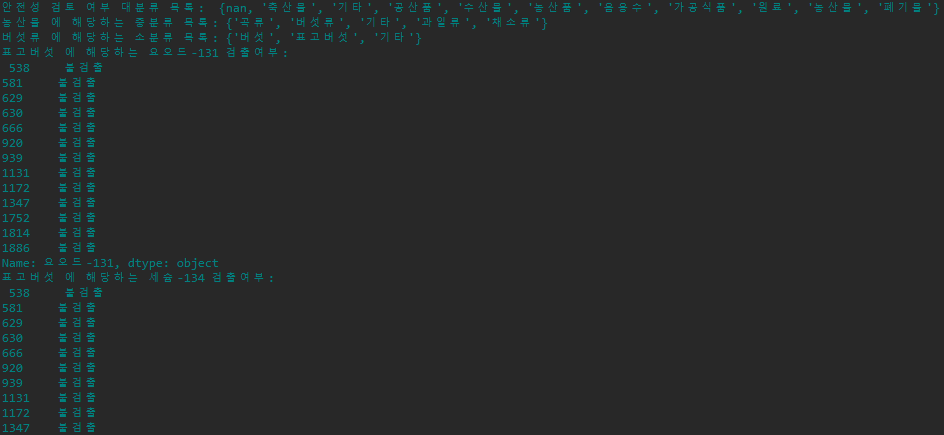 안전성 검토 여부 대분류 목록: {nan, '축산물', '기타', '공산품', '수산물', '농산품', '음용수', '가공식품', '원료', '농산물', '폐기물'}
농산물 에 해당하는 중분류 목록: {'곡류', '버섯류', '기타', '과일류', '채소류'}
버섯류 에 해당하는 소분류 목록: {'버섯', '표고버섯', '기타'}
표고버섯 에 해당하는 요오드-131 검출여부:
538 불검출
581 불검출
629 불검출
630 불검출
666 불검출
920 불검출
939 불검출
1131 불검출
1172 불검출
1347 불검출
1752 불검출
1814 불검출
1886 불검출
Name: 요오드-131, dtype: object
표고버섯 에 해당하는 세슘-134 검출여부:
538 불검출
581 불검출
629 불검출
630 불검출
666 불검출
920 불검출
939 불검출
1131 불검출
1172 불검출
1347 불검출